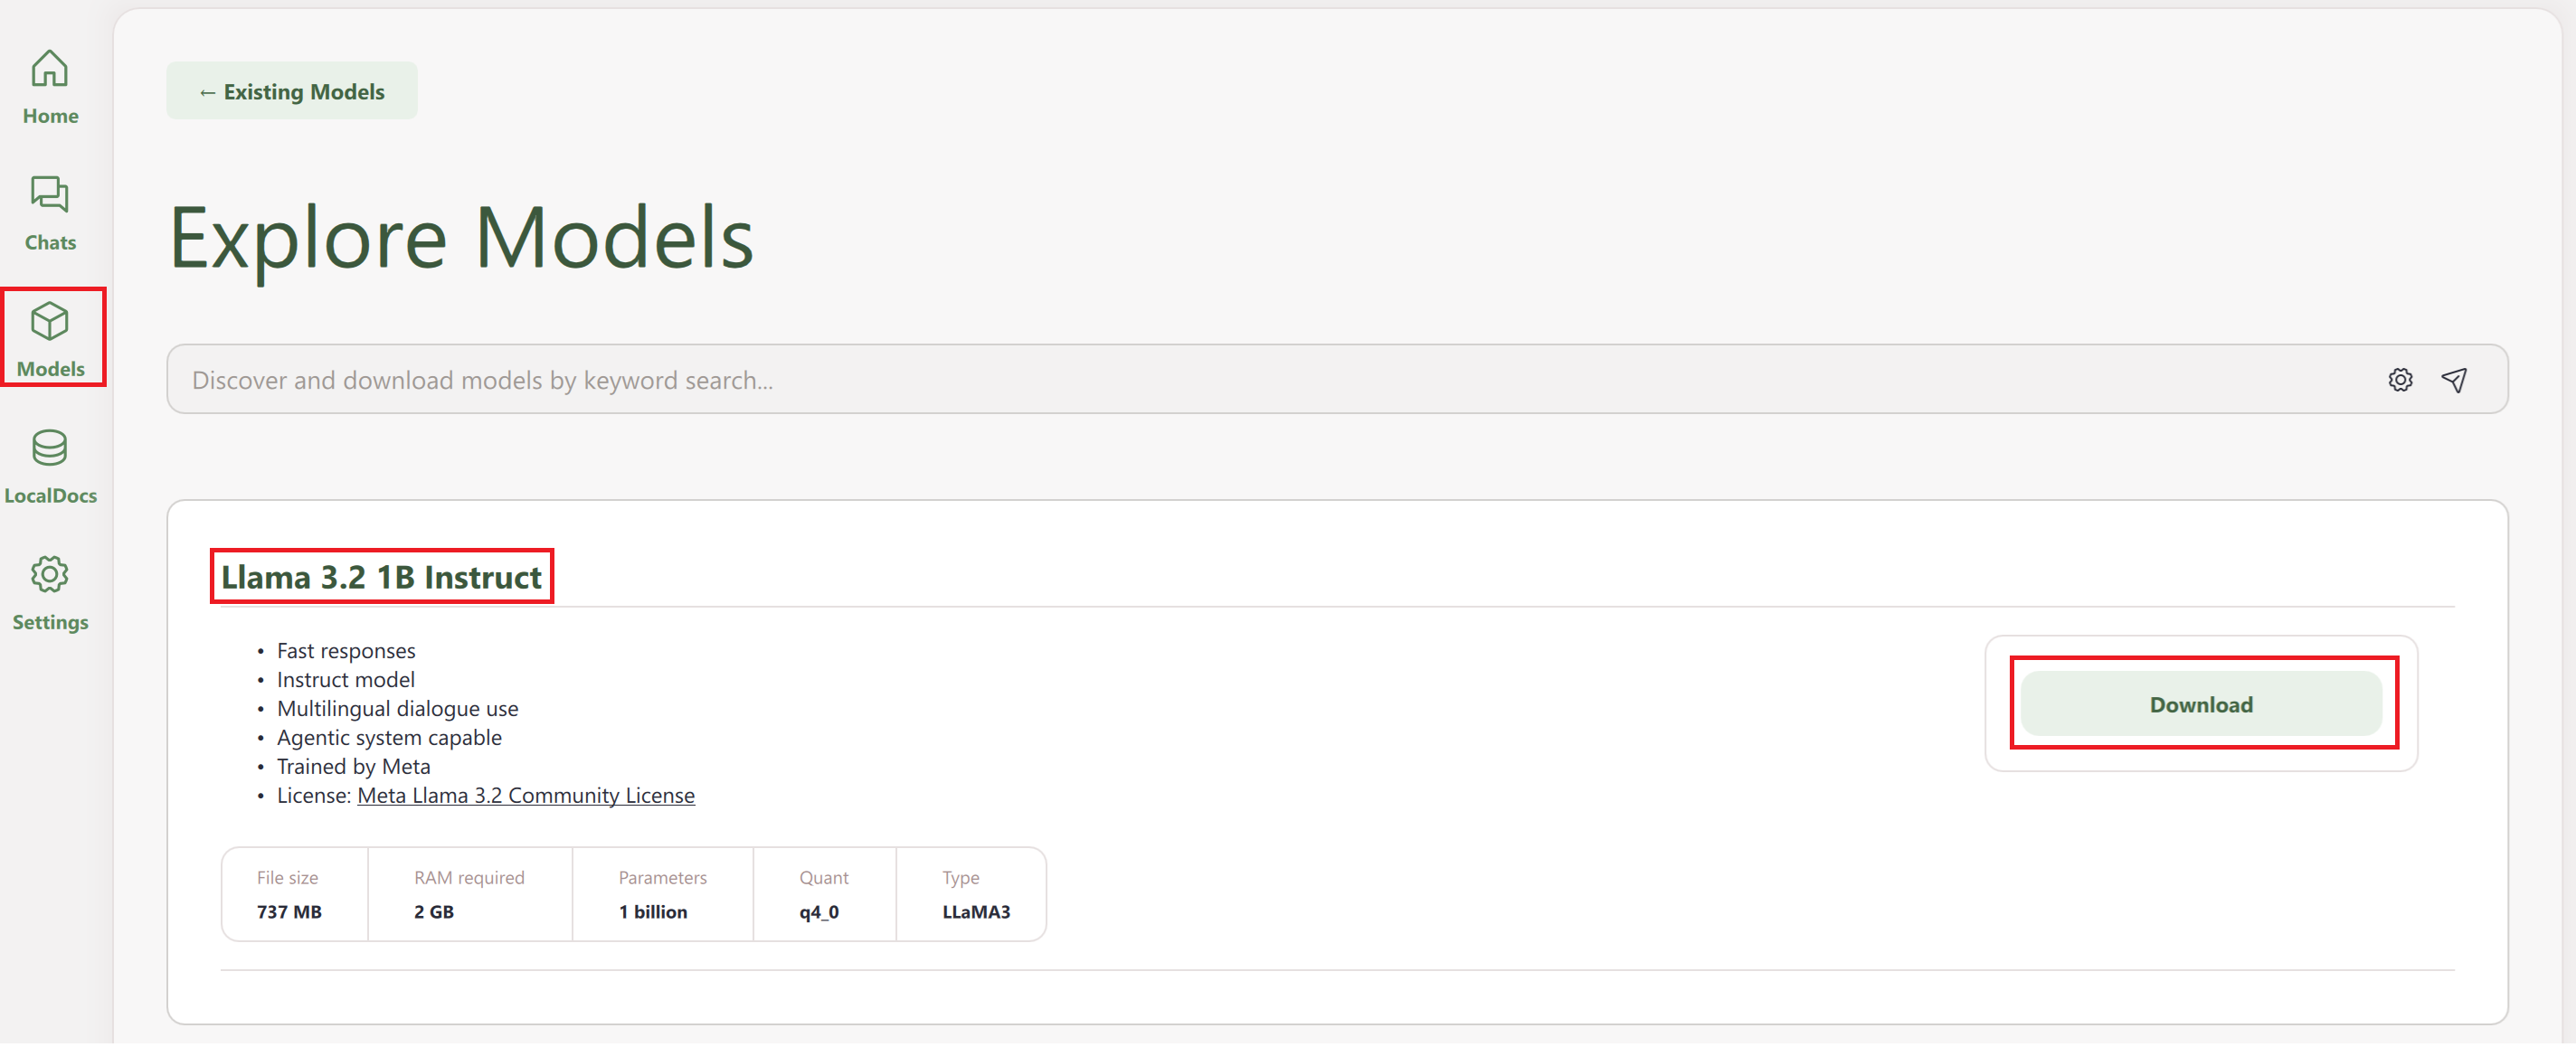 Home
Chats
Models
LocalDocs
Settings
← Existing Models
Explore Models
Discover and download models by keyword search...
Llama 3.2 1B Instruct
• Fast responses
• Instruct model
• Multilingual dialogue use
• Agentic system capable
• Trained by Meta
• License: Meta Llama 3.2 Community License
Download
File size RAM required Parameters Quant Type
737 MB 2 GB 1 billion q4_0 LLaMA3